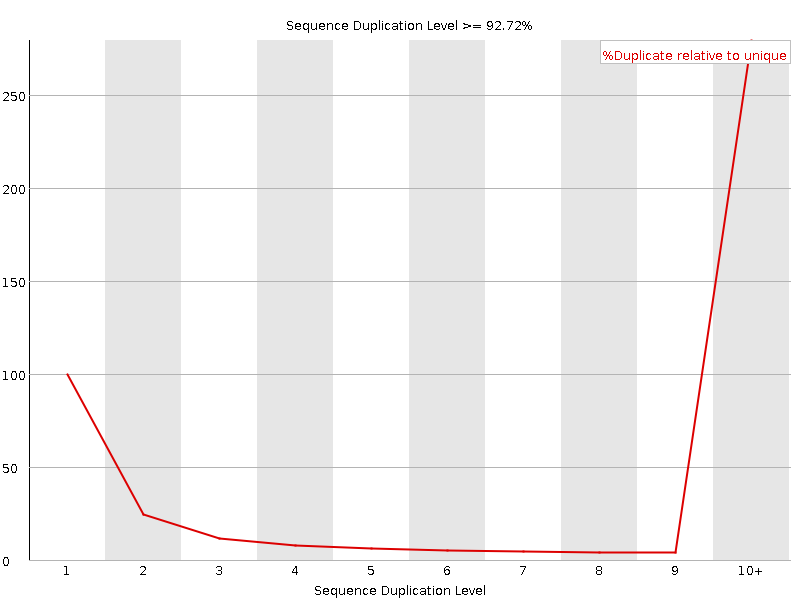 Sequence Duplication Level >= 92.72%
%Duplicate relative to unique
250
200
150
100
50
0
1 2 3 4 5 6 7 8 9 10+
Sequence Duplication Level